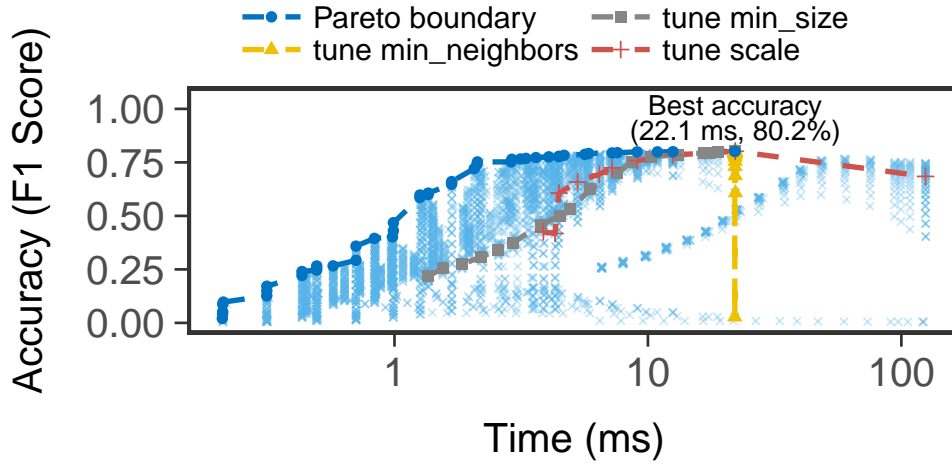 Pareto boundary
tune min_size
tune min_neighbors
tune scale
Accuracy (F1 Score)
1.00
0.75
0.50
0.25
0.00
Best accuracy
(22.1 ms, 80.2%)
1
10
100
Time (ms)